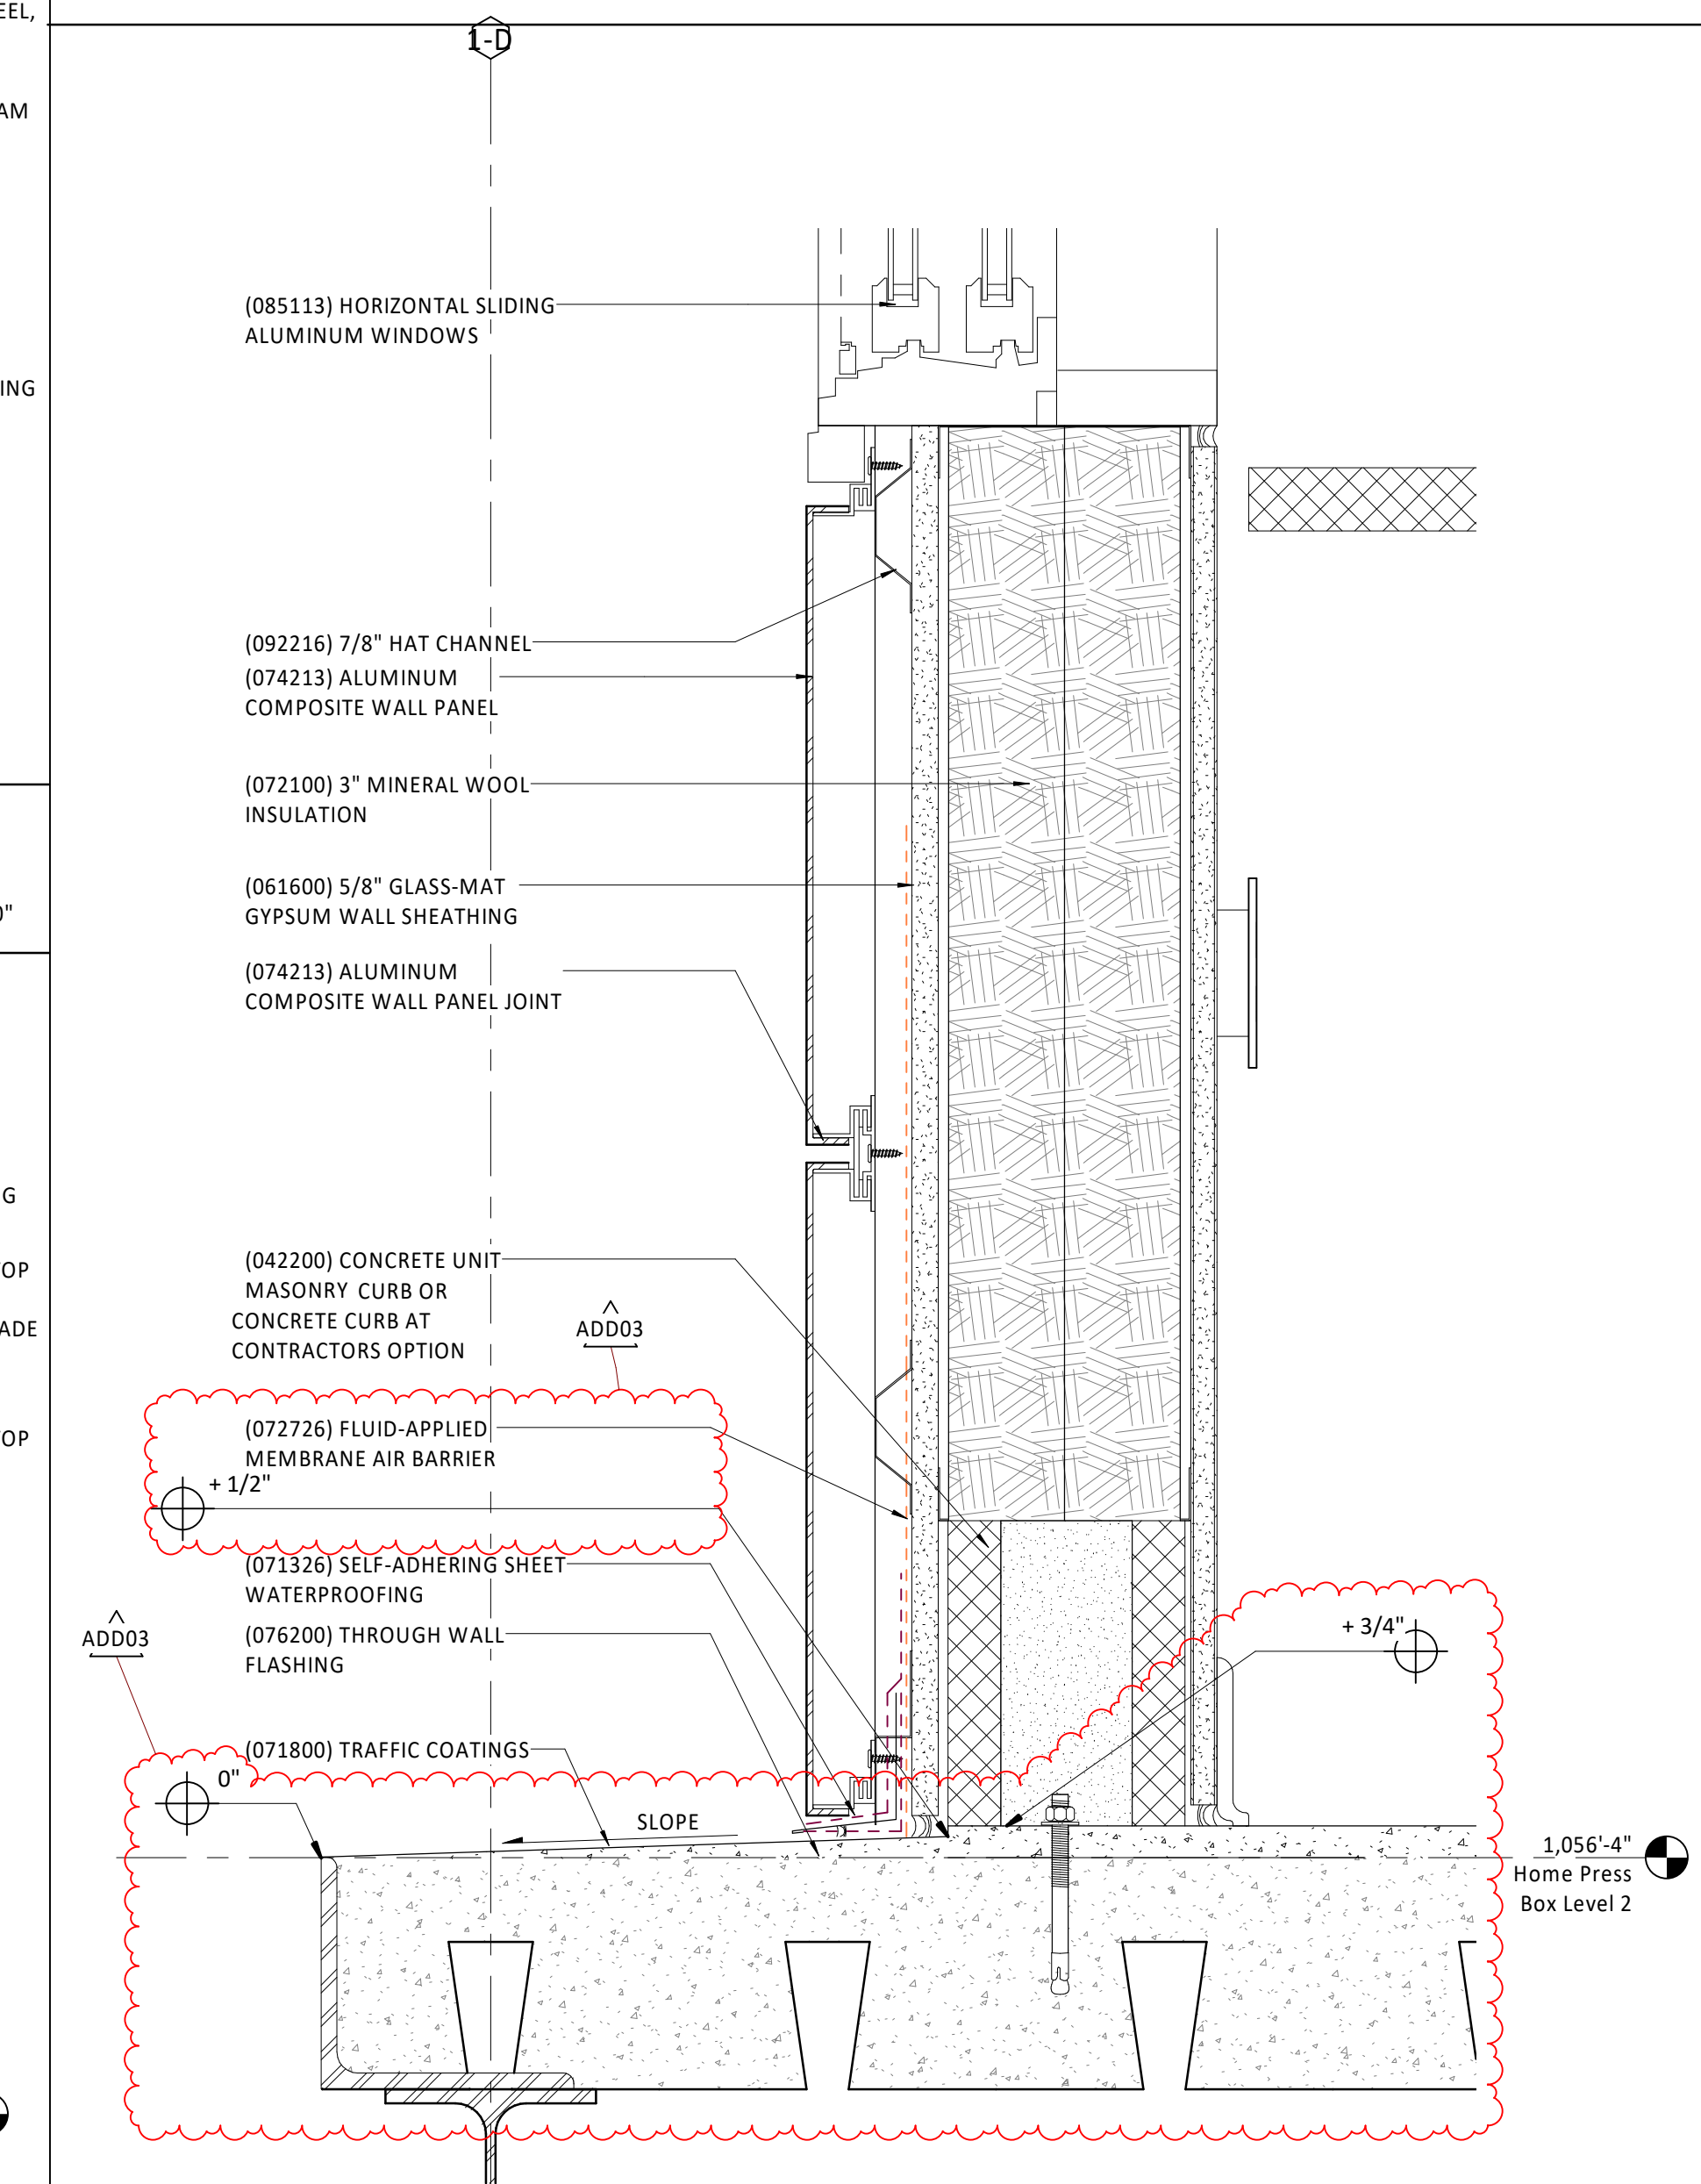 EEL,
AM
ING
0"
G
TOP
ADE
TOP
1-D
(085113) HORIZONTAL SLIDING
ALUMINUM WINDOWS
(092216) 7/8" HAT CHANNEL
(074213) ALUMINUM
COMPOSITE WALL PANEL
(072100) 3" MINERAL WOOL
INSULATION
(061600) 5/8" GLASS-MAT
GYPSUM WALL SHEATHING
(074213) ALUMINUM
COMPOSITE WALL PANEL JOINT
(042200) CONCRETE UNIT
MASONRY CURB OR
CONCRETE CURB AT
CONTRACTORS OPTION
ADD03
(072726) FLUID-APPLIED
MEMBRANE AIR BARRIER
+ 1/2"
(071326) SELF-ADHERING SHEET
WATERPROOFING
(076200) THROUGH WALL
FLASHING
ADD03
+ 3/4"
(071800) TRAFFIC COATINGS
0"
SLOPE
1,056'-4"
Home Press
Box Level 2